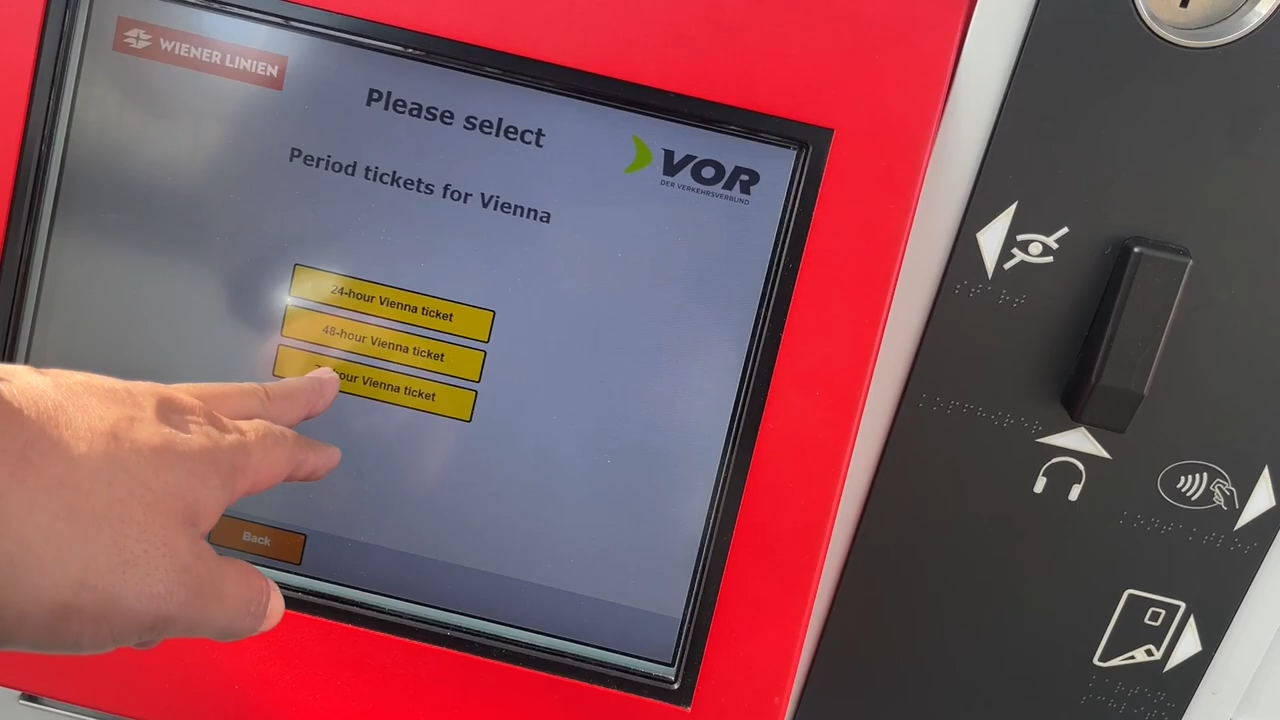 WIENER LINIEN
Please select
VOR
DER VERKEHRSVERBUND
Period tickets for Vienna
24-hour Vienna ticket
48-hour Vienna ticket
hour Vienna ticket
Back